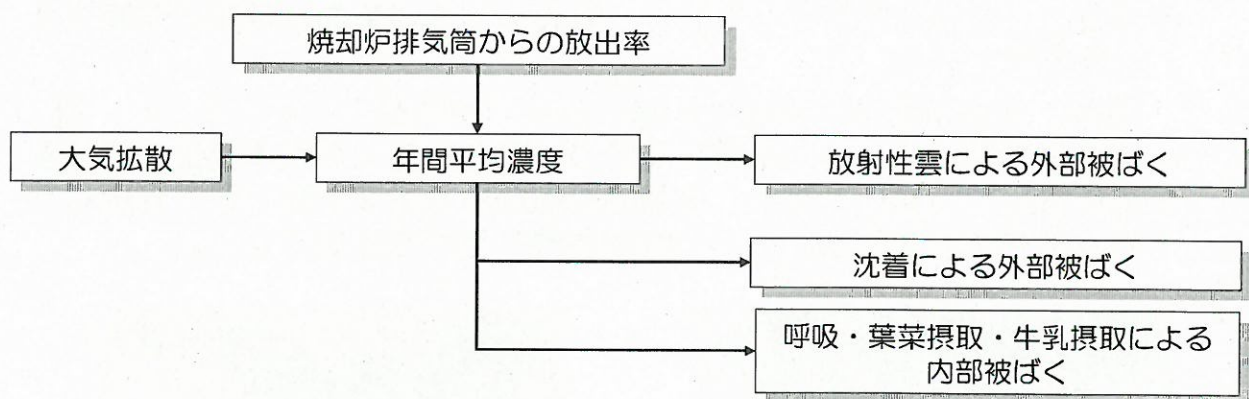 焼却炉排気筒からの放出率
大気拡散
年間平均濃度
放射性雲による外部被ばく
沈着による外部被ばく
呼吸・葉菜摂取・牛乳摂取による
内部被ばく